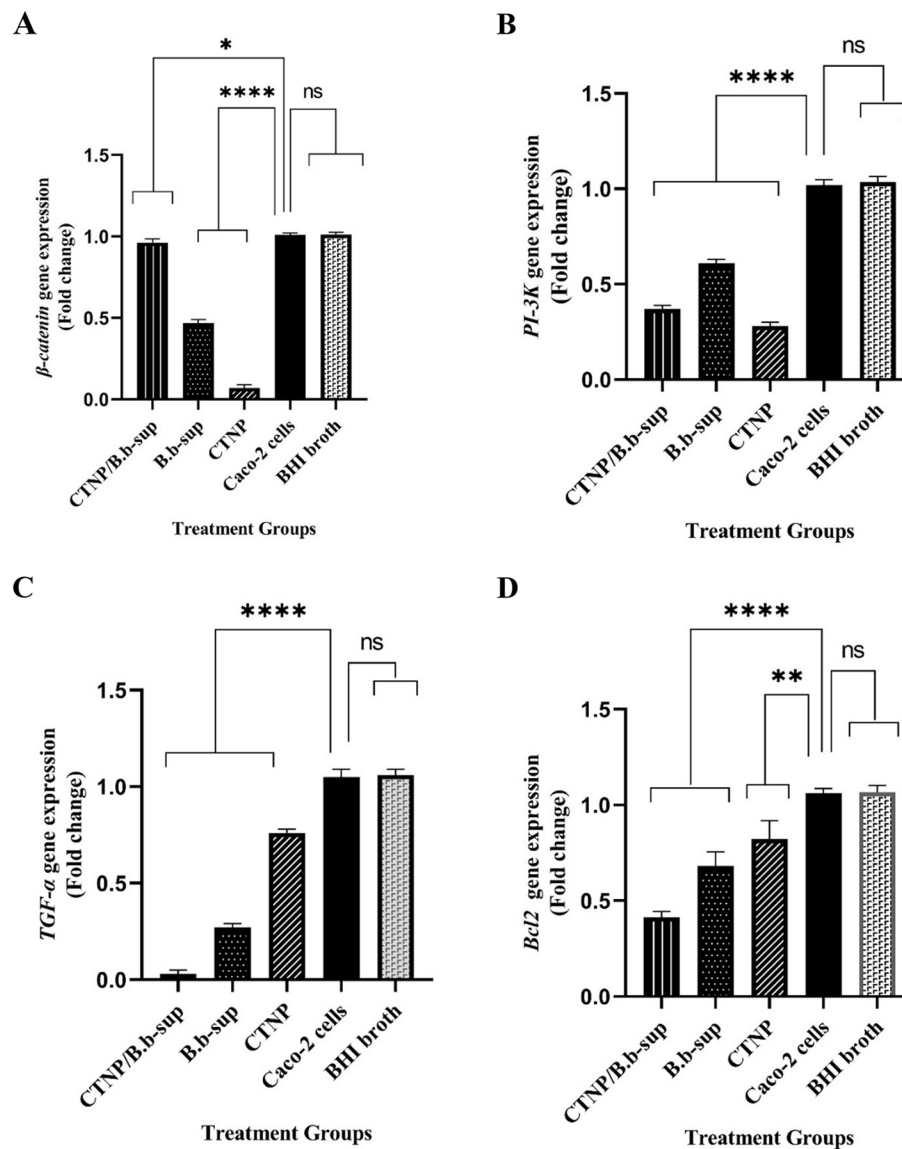 A
*
****
ns
1.5
1.0
0.5
0.0
β-catenin gene expression
(Fold change)
CTNP/B.b-sup
B.b-sup
CTNP
Caco-2 cells
BHI broth
Treatment Groups
B
ns
****
1.5
1.0
0.5
0.0
PI-3K gene expression
(Fold change)
CTNP/B.b-sup
B.b-sup
CTNP
Caco-2 cells
BHI broth
Treatment Groups
C
****
ns
1.5
1.0
0.5
0.0
TGF-α gene expression
(Fold change)
CTNP/B.b-sup
B.b-sup
CTNP
Caco-2 cells
BHI broth
Treatment Groups
D
****
ns
**
1.5
1.0
0.5
0.0
Bcl2 gene expression
(Fold change)
CTNP/B.b-sup
B.b-sup
CTNP
Caco-2 cells
BHI broth
Treatment Groups